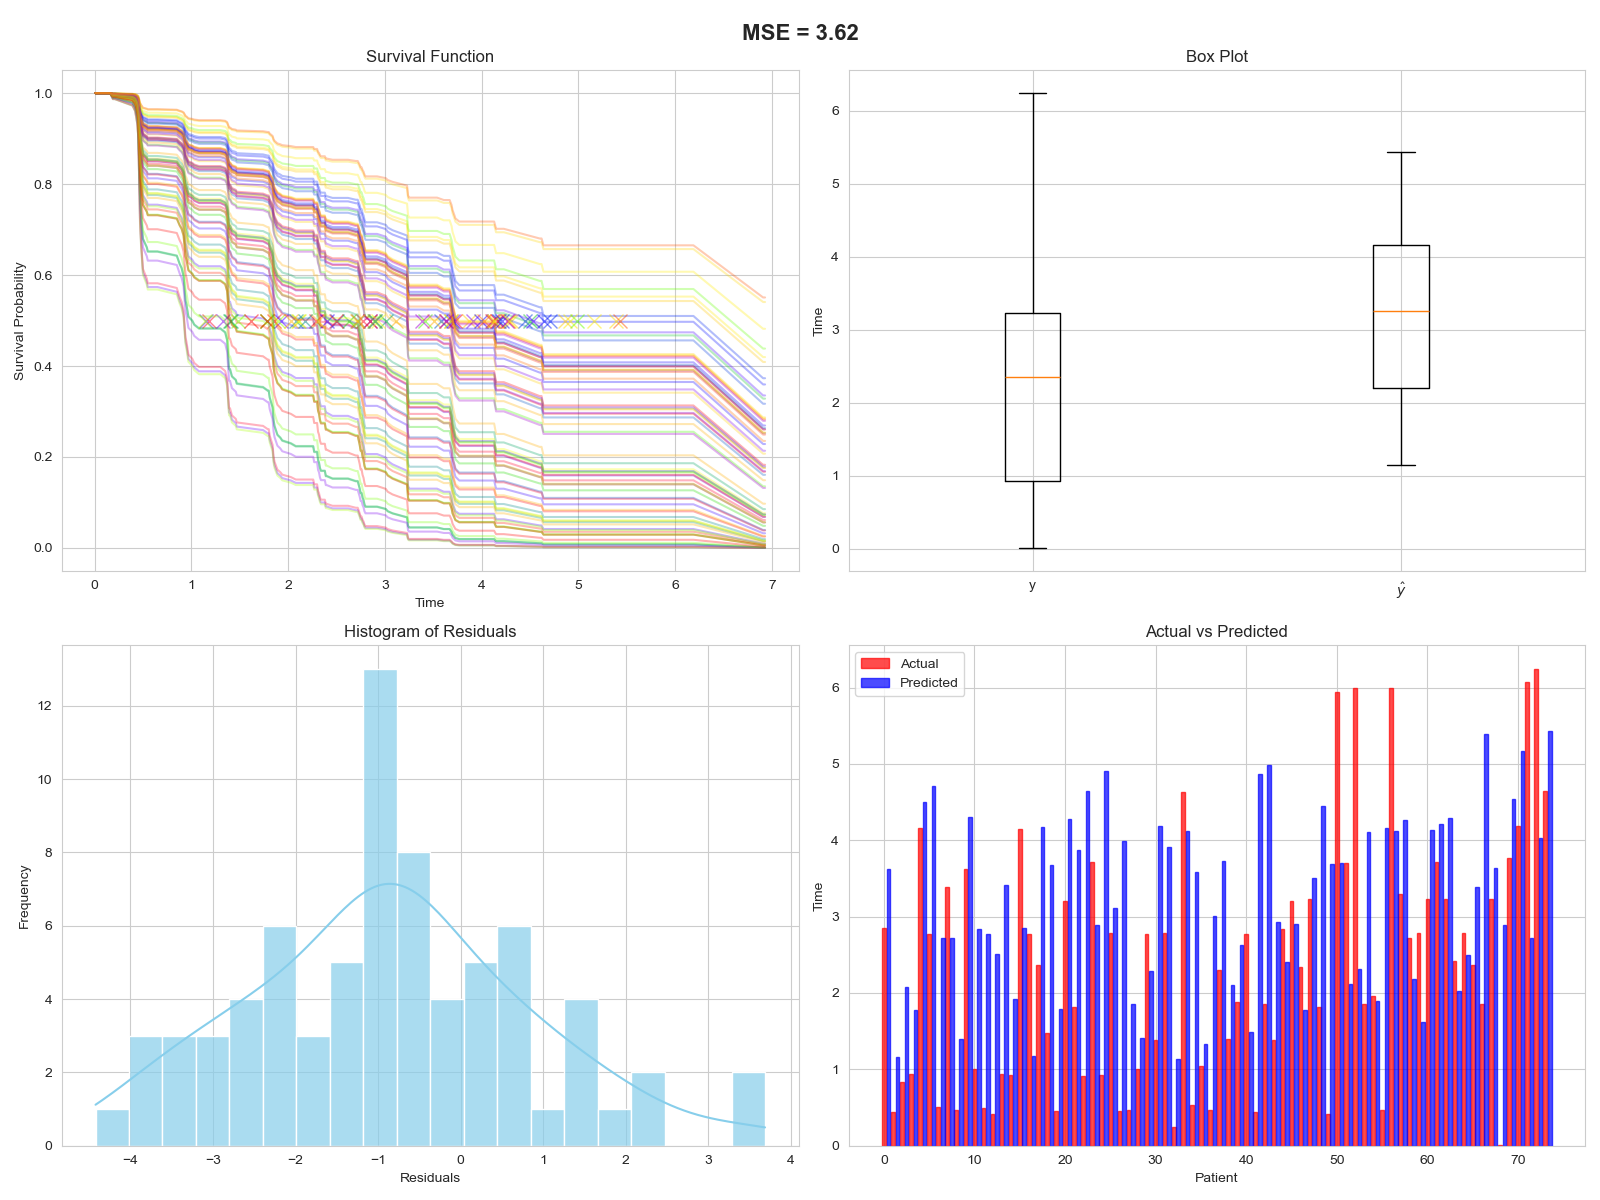 MSE = 3.62
Survival Function
Survival Probability
1.0
0.8
0.6
0.4
0.2
0.0
0 1 2 3 4 5 6 7
Time
Box Plot
Time
6
5
4
3
2
1
0
y ŷ
Histogram of Residuals
Frequency
12
10
8
6
4
2
0
−4 −3 −2 −1 0 1 2 3 4
Residuals
Actual vs Predicted
Actual
Predicted
Time
6
5
4
3
2
1
0
0 10 20 30 40 50 60 70
Patient